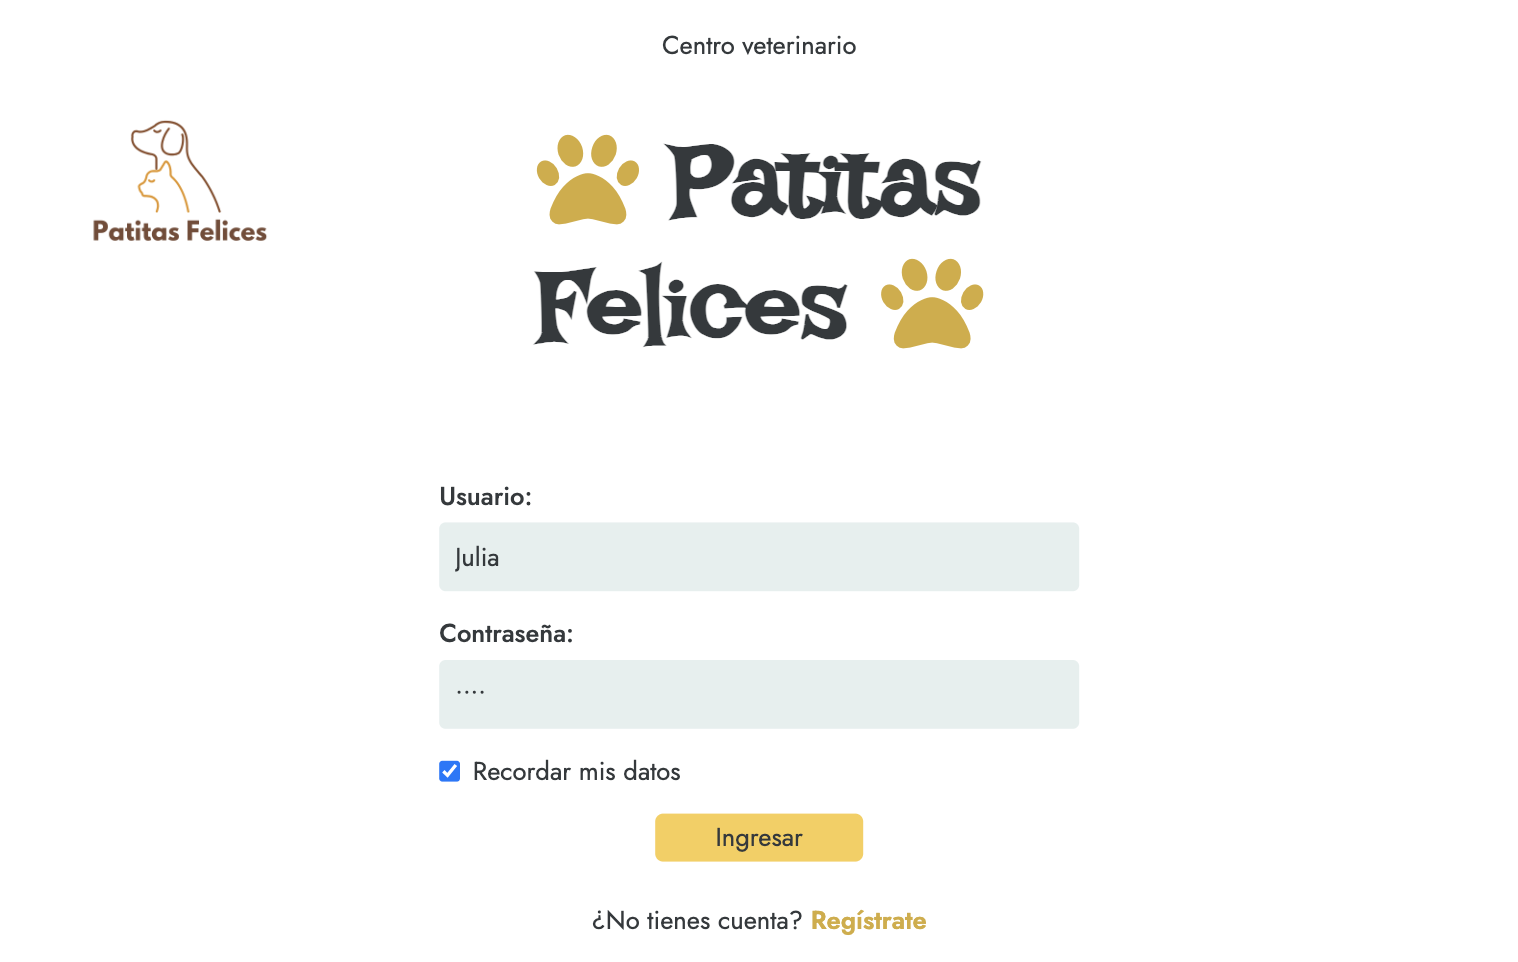 Centro veterinario
Patitas Felices
Patitas
Felices
Usuario:
Julia
Contraseña:
....
Recordar mis datos
Ingresar
¿No tienes cuenta? Regístrate